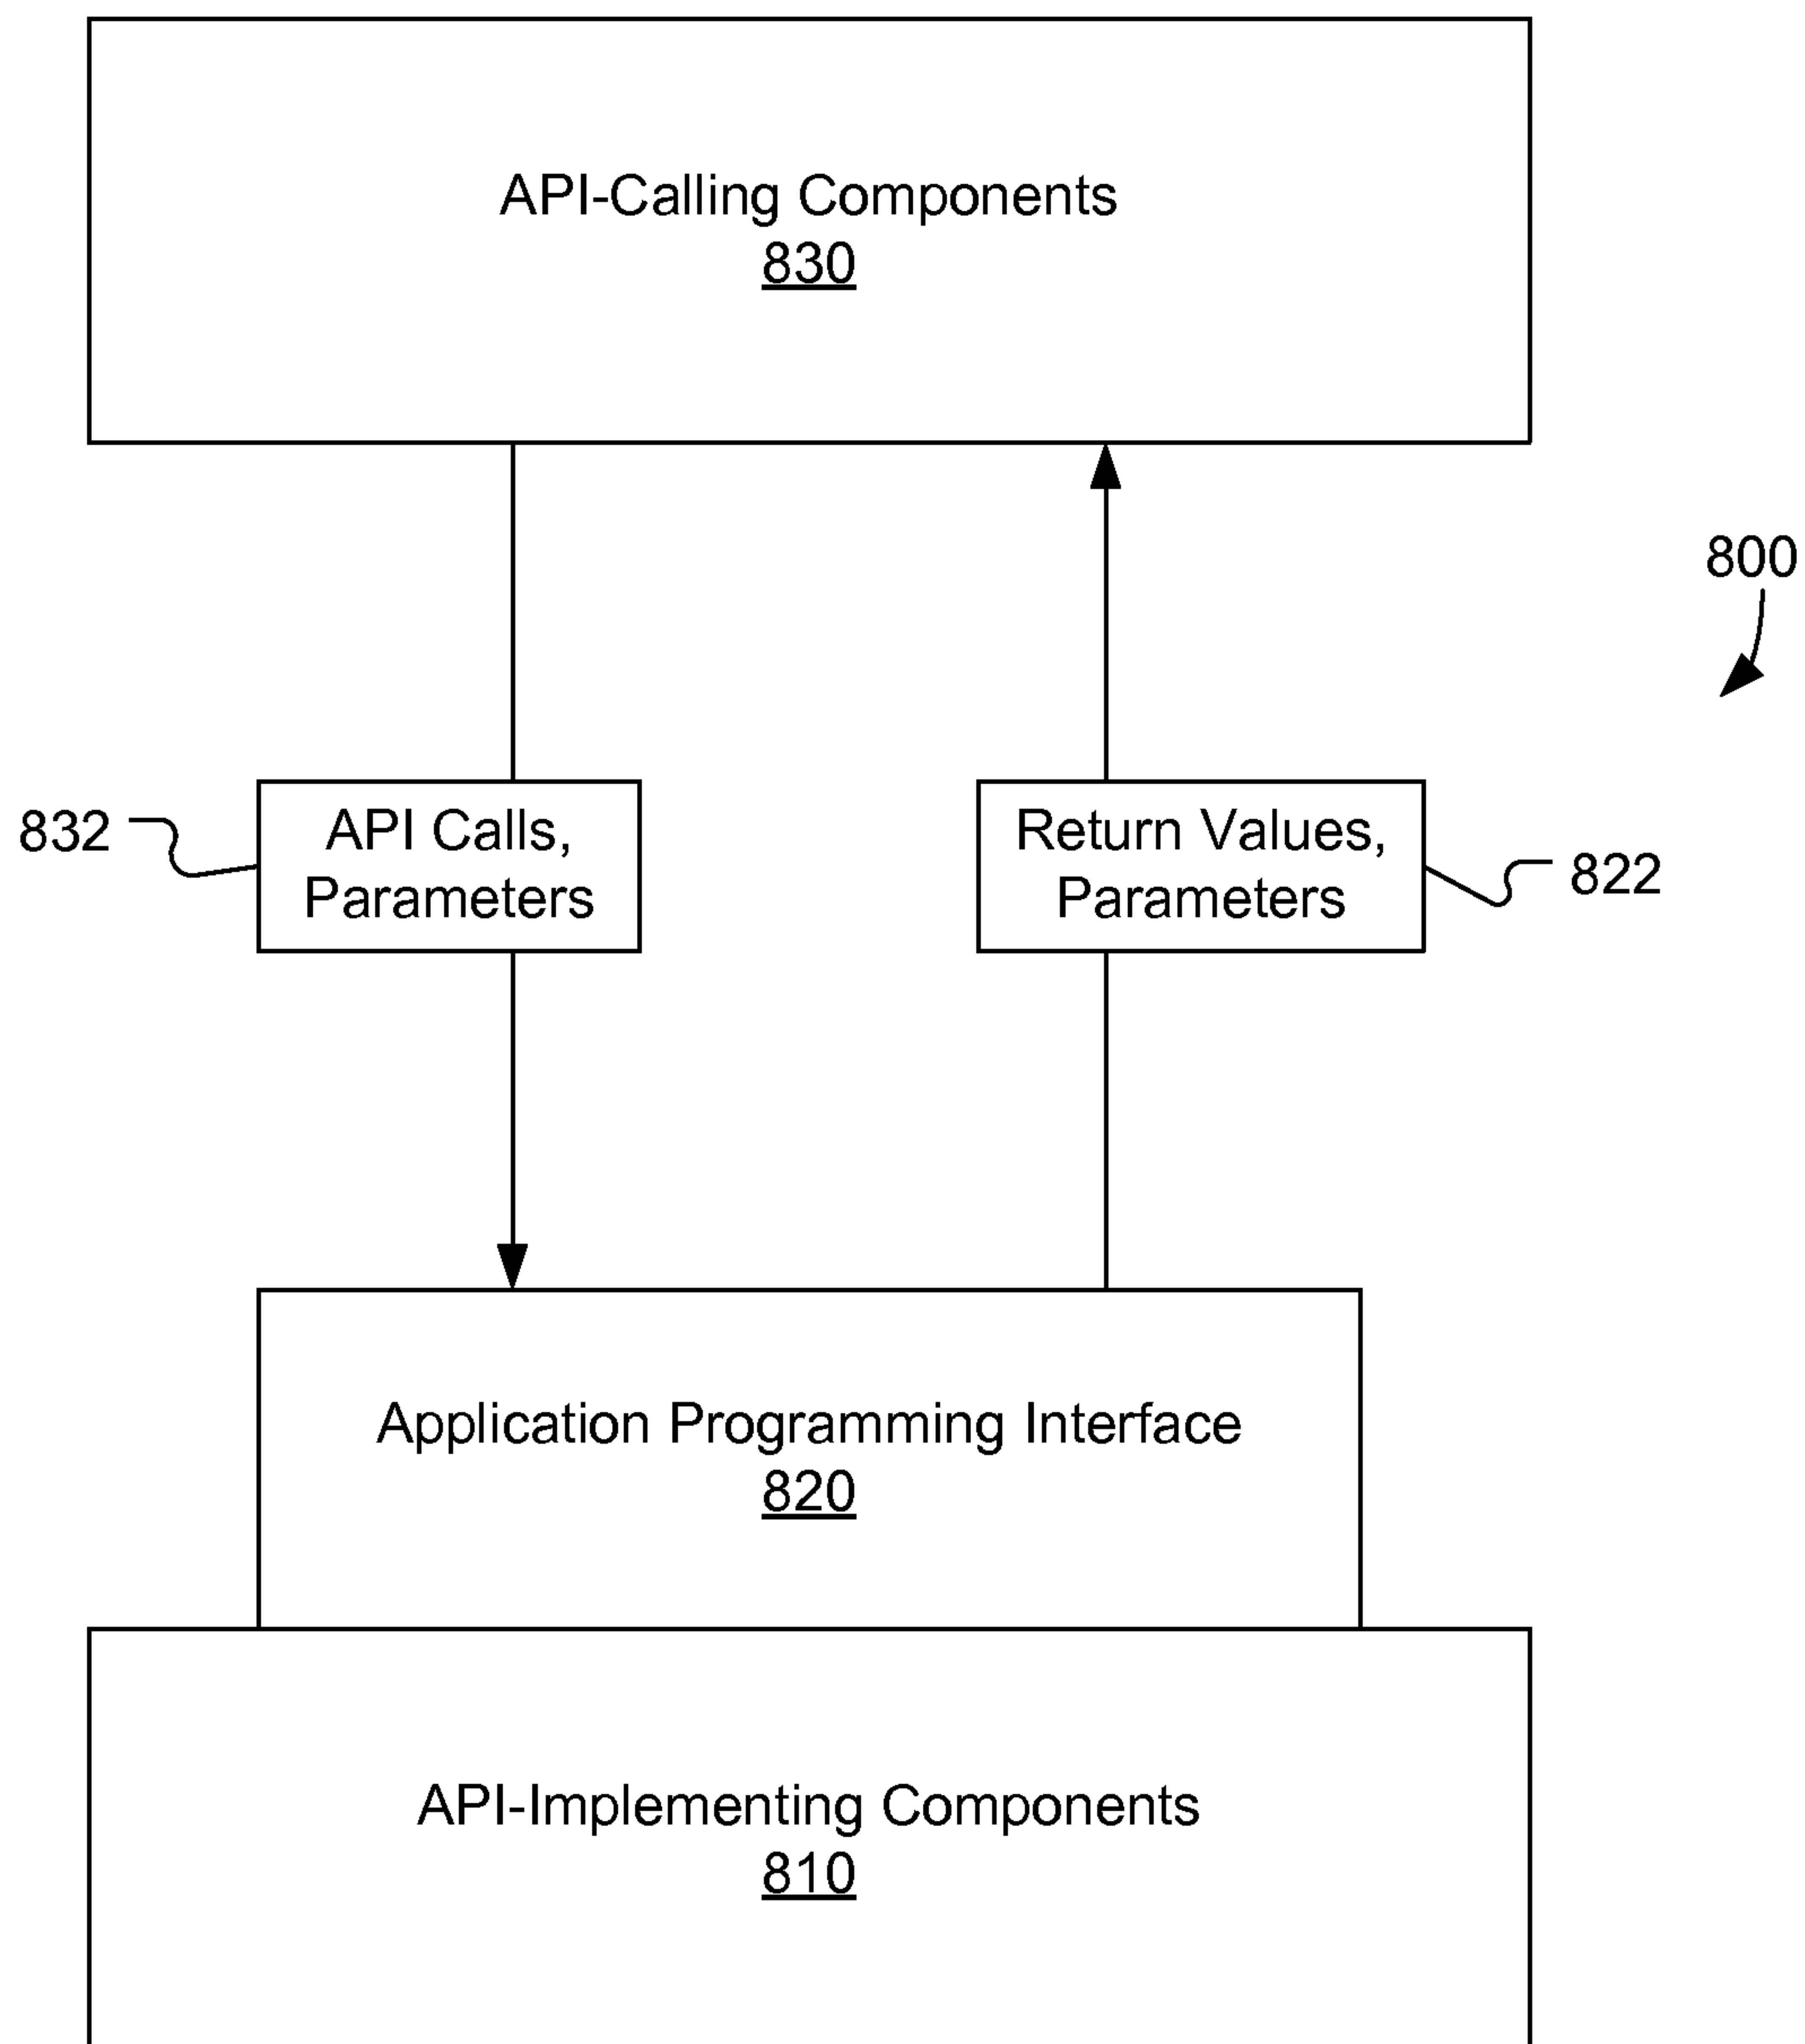 API-Calling Components
830
800
832
API Calls,
Parameters
Return Values,
Parameters
822
Application Programming Interface
820
API-Implementing Components
810